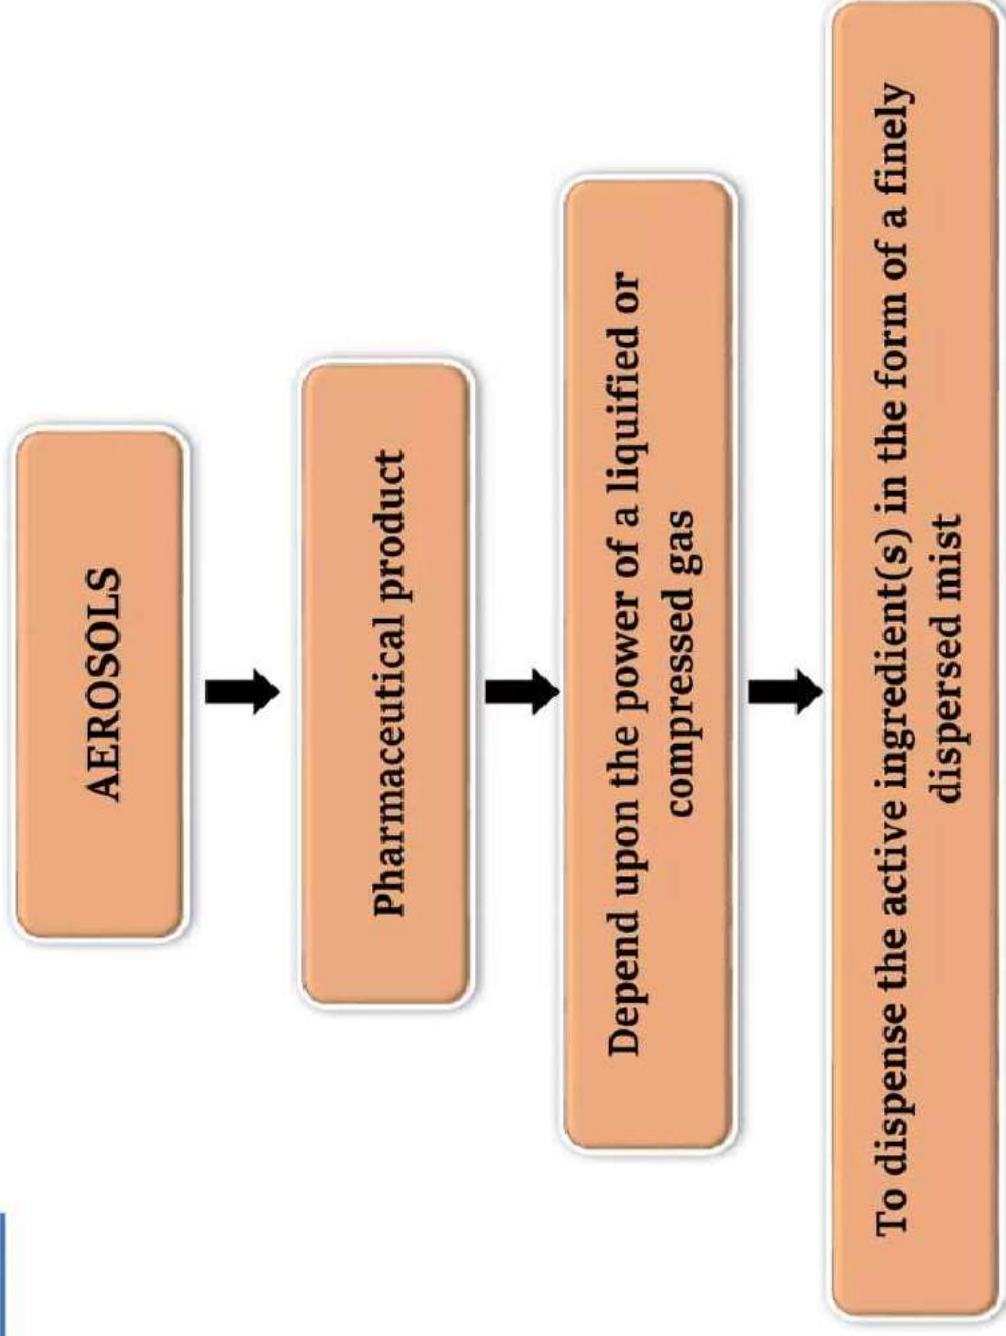 AEROSOLS
Pharmaceutical product
Depend upon the power of a liquified or
compressed gas
To dispense the active ingredient(s) in the form of a finely
dispersed mist